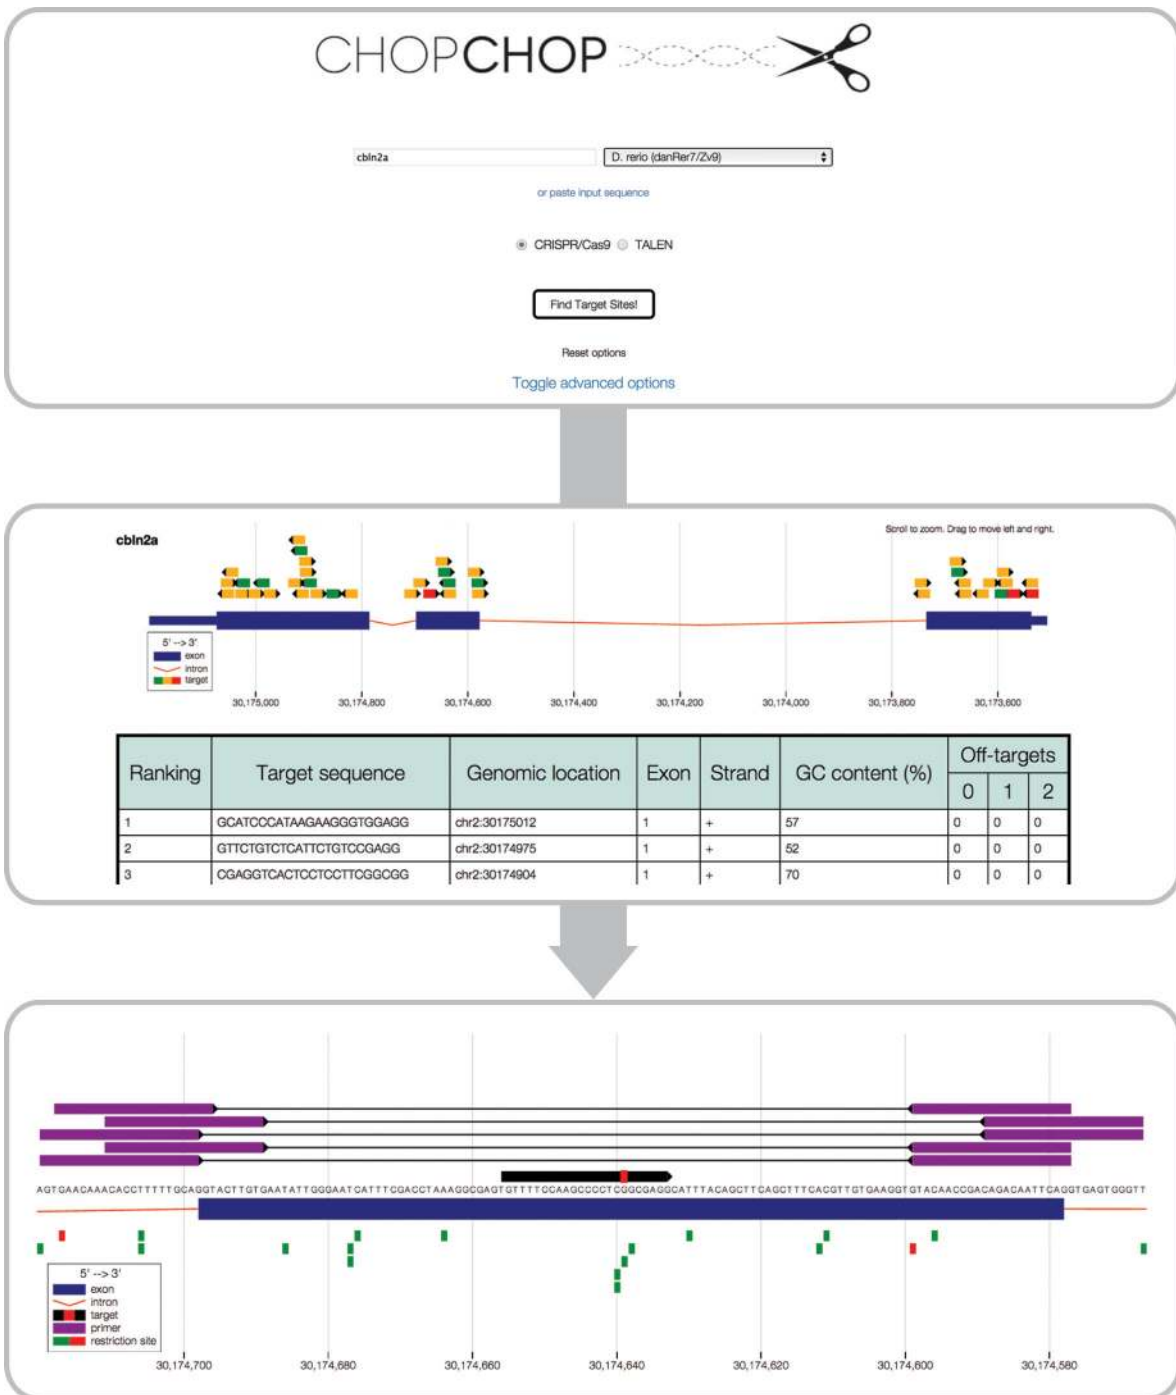 CHOPCHOP
cbln2a D. rerio (danRer7/Zv9)
or paste input sequence
CRISPR/Cas9 TALEN
Find Target Sites!
Reset options
Toggle advanced options
cbln2a
Scroll to zoom. Drag to move left and right.
5' --> 3'
exon
intron
target
30,175,000 30,174,800 30,174,600 30,174,400 30,174,200 30,174,000 30,173,800 30,173,600
Ranking Target sequence Genomic location Exon Strand GC content (%) Off-targets
0 1 2
1 GCATCCCATAAGAAGGGTGGAGG chr2:30175012 1 + 57 0 0 0
2 GTTCTGTCTCATTCTGTCCGAGG chr2:30174975 1 + 52 0 0 0
3 CGAGGTCACTCCTCCTTCGGCGG chr2:30174904 1 + 70 0 0 0
AGTGAACAAACACCTTTTTGCAGGTACTTGTGAATATTGGGAATCATTTCGACCTAAAGGCGAGTGTTTTCCAAGCCCCTCGGCGAGGCATTTACAGCTTCAGCTTTCACGTTGTGAAGGTGTACAACCGACAGACAATTCAGGTGAGTGGGTT
5' --> 3'
exon
intron
target
primer
restriction site
30,174,700 30,174,680 30,174,660 30,174,640 30,174,620 30,174,600 30,174,580